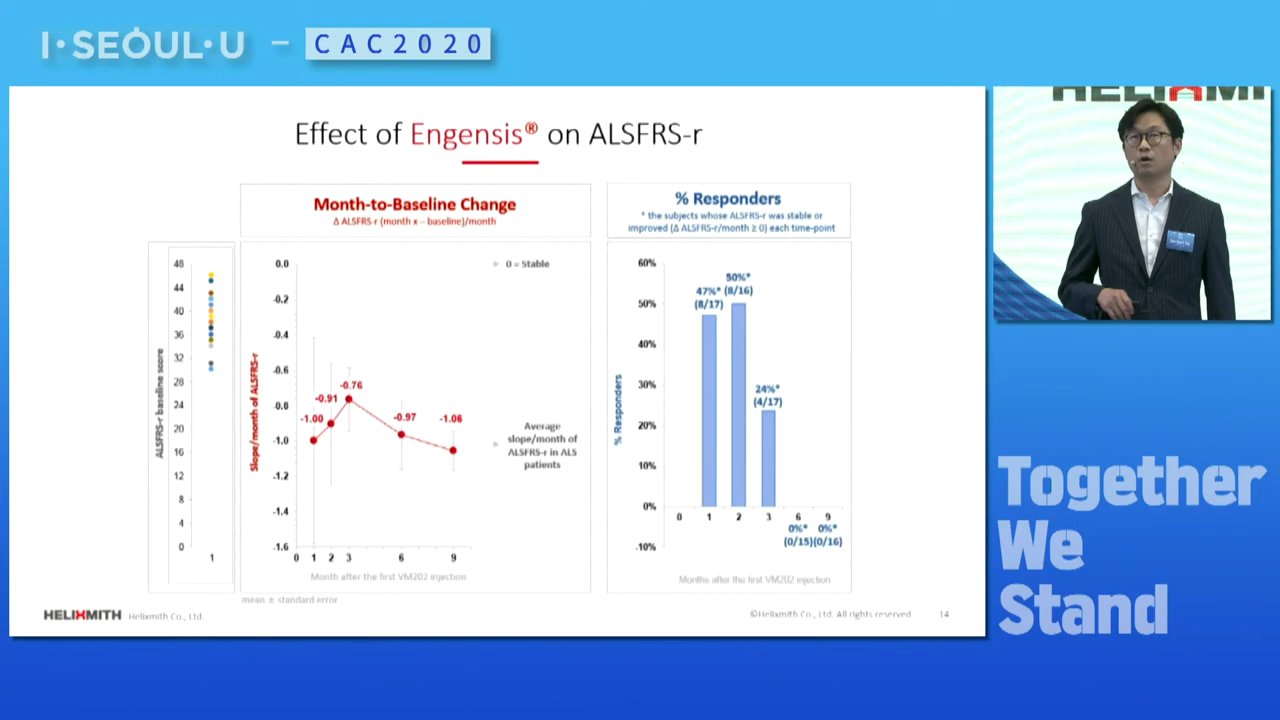 I·SEOUL·U – CAC2020
HELIXMI
Effect of Engensis® on ALSFRS-r
Month-to-Baseline Change
Δ ALSFRS-r (month x – baseline)/month
% Responders
* the subjects whose ALSFRS-r was stable or
improved (Δ ALSFRS-r/month ≥ 0) each time-point
ALSFRS-r baseline score
48
44
40
36
32
28
24
20
16
12
8
4
0
1
Slope/month of ALSFRS-r
0.0
-0.2
-0.4
-0.6
-0.8
-1.0
-1.2
-1.4
-1.6
0 = Stable
-1.00
-0.91
-0.76
-0.97
-1.06
Average
slope/month of
ALSFRS-r in ALS
patients
0 1 2 3 6 9
Month after the first VM202 injection
mean ± standard error
% Responders
60%
50%
40%
30%
20%
10%
0%
-10%
47%*
(8/17)
50%*
(8/16)
24%*
(4/17)
0 1 2 3 6 9
0%* 0%*
(0/15)(0/16)
Months after the first VM202 injection
HELIXMITH Helixmith Co., Ltd.
©Helixmith Co., Ltd. All rights reserved 14
Together
We
Stand